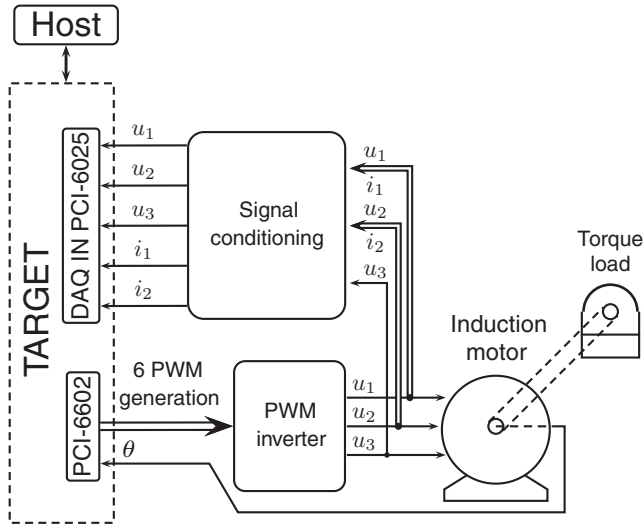 Host
TARGET
DAQ IN PCI-6025
u1
u2
u3
i1
i2
Signal
conditioning
u1
i1
u2
i2
u3
Torque
load
Induction
motor
PCI-6602
6 PWM
generation
θ
PWM
inverter
u1
u2
u3